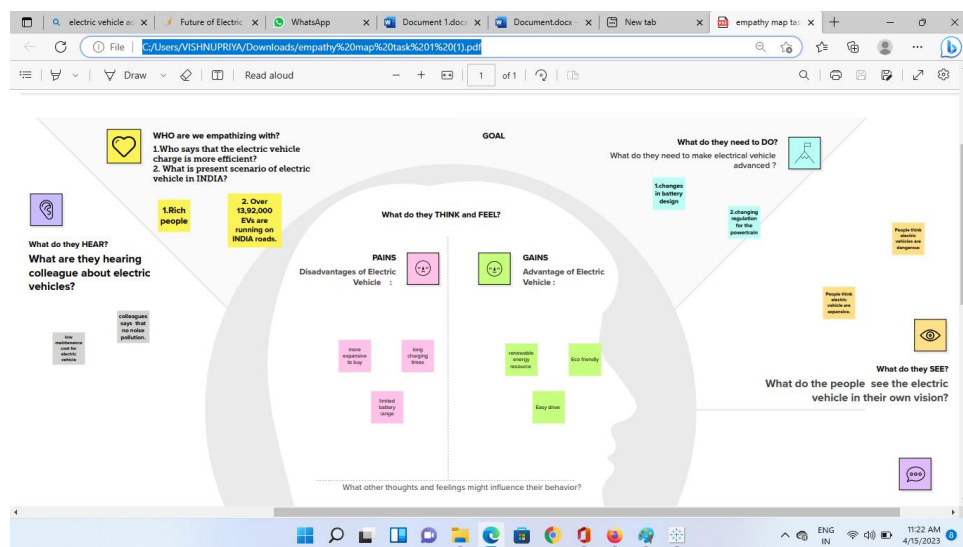 electric vehicle ac
Future of Electric
WhatsApp
Document 1.docx
Document.docx -
New tab
empathy map tas
File
C:/Users/VISHNUPRIYA/Downloads/empathy%20map%20task%201%20(1).pdf
Draw
Read aloud
1
of 1
WHO are we empathizing with?
1.Who says that the electric vehicle
charge is more efficient?
2. What is present scenario of electric
vehicle in INDIA?
1.Rich
people
2. Over
13,92,000
EVs are
running on
INDIA roads.
GOAL
What do they need to DO?
What do they need to make electrical vehicle
advanced ?
1.changes
in battery
design
2.changing
regulation
for the
powertrain
What do they HEAR?
What are they hearing
colleague about electric
vehicles?
low
maintenance
cost for
electric
vehicle
colleagues
says that
no noise
pollution.
What do they THINK and FEEL?
PAINS
Disadvantages of Electric
Vehicle :
more
expensive
to buy
long
charging
times
limited
battery
range
GAINS
Advantage of Electric
Vehicle :
renewable
energy
resource
Eco friendly
Easy drive
People think
electric
vehicles are
dangerous
People think
electric
vehicle are
expansive.
What do they SEE?
What do the people see the electric
vehicle in their own vision?
What other thoughts and feelings might influence their behavior?
ENG
IN
11:22 AM
4/15/2023
8